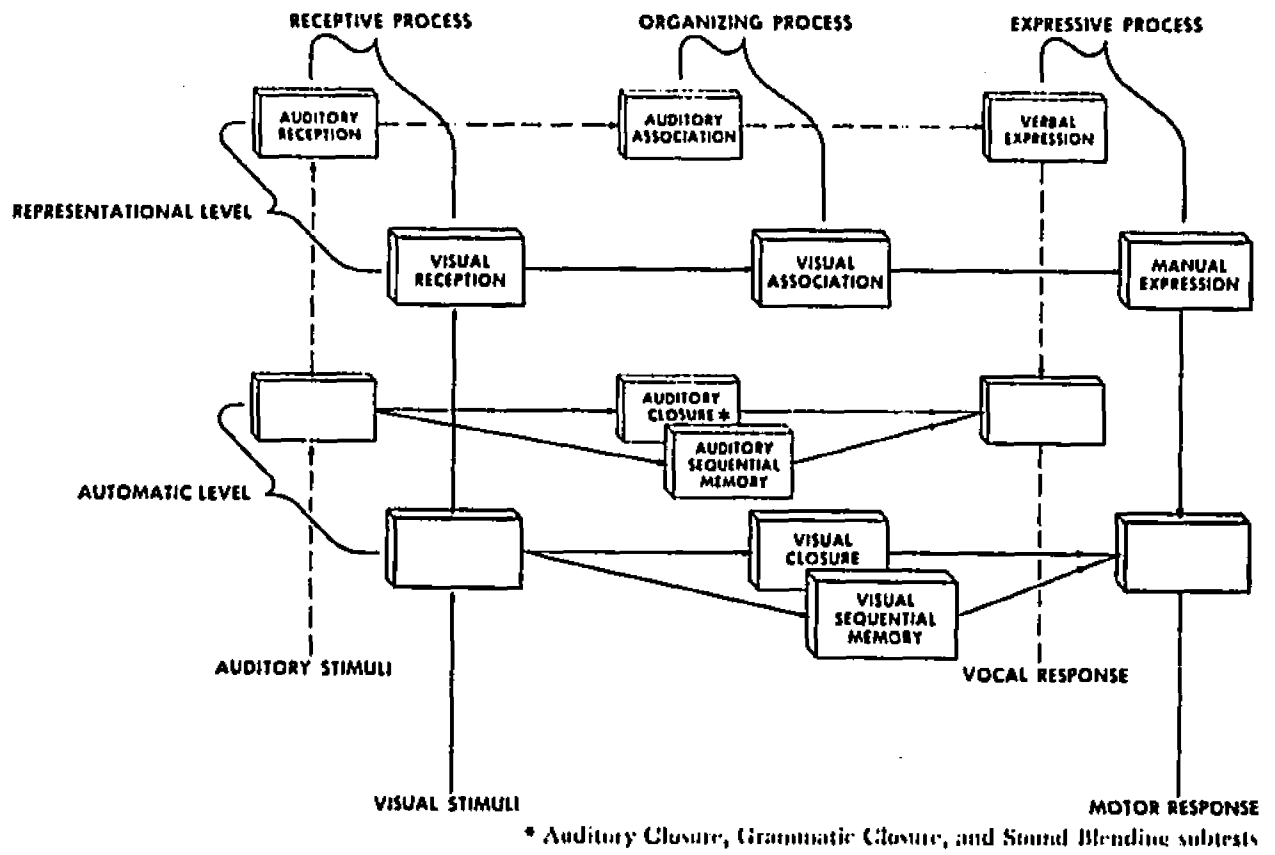 RECEPTIVE PROCESS
ORGANIZING PROCESS
EXPRESSIVE PROCESS
AUDITORY
RECEPTION
AUDITORY
ASSOCIATION
VERBAL
EXPRESSION
REPRESENTATIONAL LEVEL
VISUAL
RECEPTION
VISUAL
ASSOCIATION
MANUAL
EXPRESSION
AUDITORY
CLOSURE *
AUDITORY
SEQUENTIAL
MEMORY
AUTOMATIC LEVEL
VISUAL
CLOSURE
VISUAL
SEQUENTIAL
MEMORY
AUDITORY STIMULI
VOCAL RESPONSE
VISUAL STIMULI
MOTOR RESPONSE
* Auditory Closure, Grammatic Closure, and Sound Blending subtests